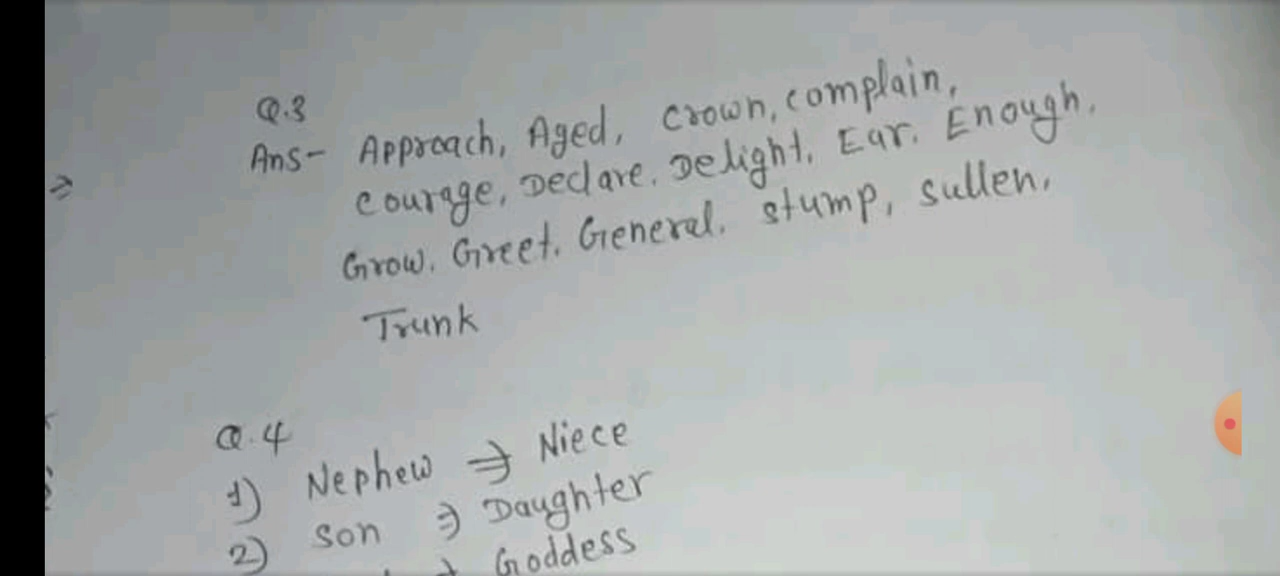 Q.3
Ans- Approach, Aged, crown, complain,
courage, Declare, Delight, Ear. Enough,
Grow. Greet. General, stump, sullen,
Trunk
Q.4
1) Nephew ⇒ Niece
2) son ⇒ Daughter
Goddess